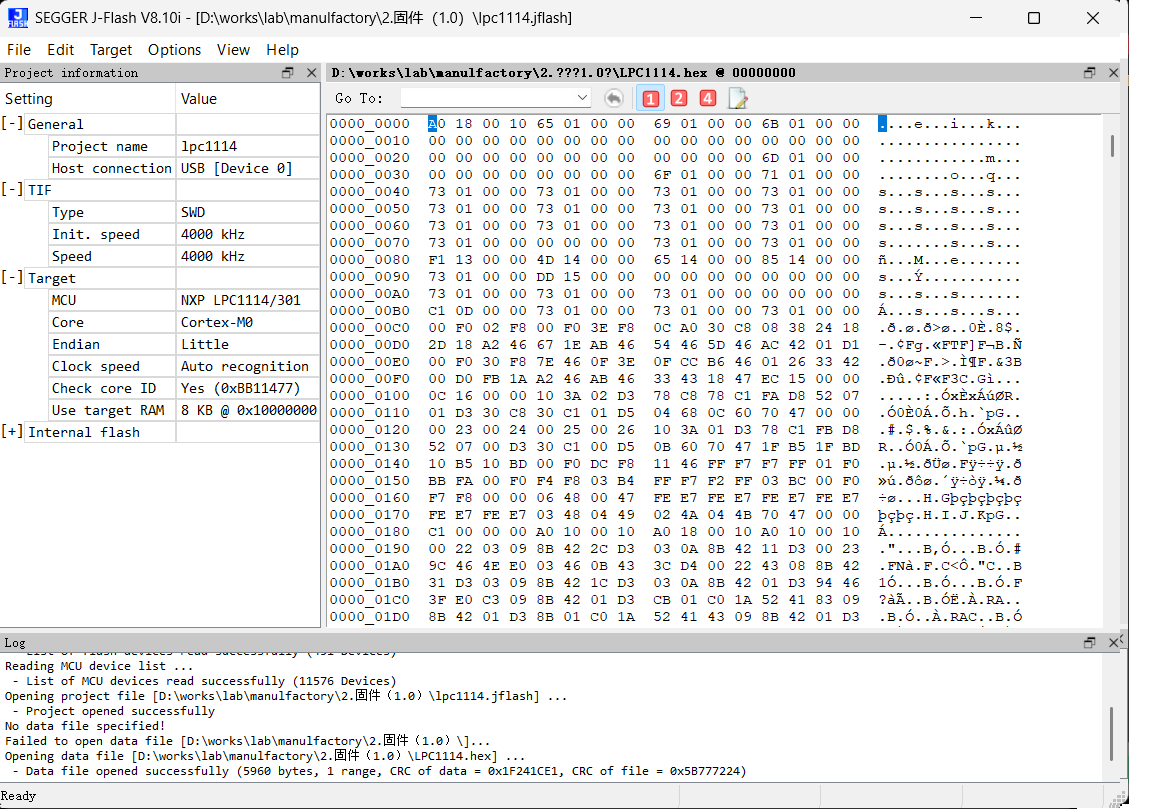 SEGGER J-Flash V8.10i - [D:\works\lab\manulfactory\2.固件（1.0）\lpc1114.jflash]
File Edit Target Options View Help
Project information
Setting Value
[-] General
Project name lpc1114
Host connection USB [Device 0]
[-] TIF
Type SWD
Init. speed 4000 kHz
Speed 4000 kHz
[-] Target
MCU NXP LPC1114/301
Core Cortex-M0
Endian Little
Clock speed Auto recognition
Check core ID Yes (0xBB11477)
Use target RAM 8 KB @ 0x10000000
[+] Internal flash
D:\works\lab\manulfactory\2.???1.0?\LPC1114.hex @ 00000000
Go To: 1 2 4
0000_0000 A0 18 00 10 65 01 00 00 69 01 00 00 6B 01 00 00 ....e...i...k...
0000_0010 00 00 00 00 00 00 00 00 00 00 00 00 00 00 00 00 ................
0000_0020 00 00 00 00 00 00 00 00 00 00 00 00 6D 01 00 00 ............m...
0000_0030 00 00 00 00 00 00 00 00 6F 01 00 00 71 01 00 00 ........o...q...
0000_0040 73 01 00 00 73 01 00 00 73 01 00 00 73 01 00 00 s...s...s...s...
0000_0050 73 01 00 00 73 01 00 00 73 01 00 00 73 01 00 00 s...s...s...s...
0000_0060 73 01 00 00 73 01 00 00 73 01 00 00 73 01 00 00 s...s...s...s...
0000_0070 73 01 00 00 00 00 00 00 73 01 00 00 73 01 00 00 s.......s...s...
0000_0080 F1 13 00 00 4D 14 00 00 65 14 00 00 85 14 00 00 ñ...M...e.......
0000_0090 73 01 00 00 DD 15 00 00 00 00 00 00 00 00 00 00 s...Ý...........
0000_00A0 73 01 00 00 73 01 00 00 73 01 00 00 00 00 00 00 s...s...s.......
0000_00B0 C1 0D 00 00 73 01 00 00 73 01 00 00 73 01 00 00 Á...s...s...s...
0000_00C0 00 F0 02 F8 00 F0 3E F8 0C A0 30 C8 08 38 24 18 .ð.ø.ð>ø..0È.8$.
0000_00D0 2D 18 A2 46 67 1E AB 46 54 46 5D 46 AC 42 01 D1 -.¢Fg.«FTF]F¬B.Ñ
0000_00E0 00 F0 30 F8 7E 46 0F 3E 0F CC B6 46 01 26 33 42 .ð0ø~F.>.Ì¶F.&3B
0000_00F0 00 D0 FB 1A A2 46 AB 46 33 43 18 47 EC 15 00 00 .Ðû.¢F«F3C.Gì...
0000_0100 0C 16 00 00 10 3A 02 D3 78 C8 78 C1 FA D8 52 07 .....:.ÓxÈxÁúØR.
0000_0110 01 D3 30 C8 30 C1 01 D5 04 68 0C 60 70 47 00 00 .Ó0È0Á.Õ.h.`pG..
0000_0120 00 23 00 24 00 25 00 26 10 3A 01 D3 78 C1 FB D8 .#.$.%.&.:.ÓxÁûØ
0000_0130 52 07 00 D3 30 C1 00 D5 0B 60 70 47 1F B5 1F BD R..Ó0Á.Õ.`pG.µ.½
0000_0140 10 B5 10 BD 00 F0 DC F8 11 46 FF F7 F7 FF 01 F0 .µ.½.ðÜø.Fÿ÷÷ÿ.ð
0000_0150 BB FA 00 F0 F4 F8 03 B4 FF F7 F2 FF 03 BC 00 F0 »ú.ðôø.´ÿ÷òÿ.¼.ð
0000_0160 F7 F8 00 00 06 48 00 47 FE E7 FE E7 FE E7 FE E7 ÷ø...H.Gþçþçþçþç
0000_0170 FE E7 FE E7 03 48 04 49 02 4A 04 4B 70 47 00 00 þçþç.H.I.J.KpG..
0000_0180 C1 00 00 00 A0 10 00 10 A0 18 00 10 A0 10 00 10 Á...............
0000_0190 00 22 03 09 8B 42 2C D3 03 0A 8B 42 11 D3 00 23 ."...B,Ó...B.Ó.#
0000_01A0 9C 46 4E E0 03 46 0B 43 3C D4 00 22 43 08 8B 42 .FNà.F.C<Ô."C..B
0000_01B0 31 D3 03 09 8B 42 1C D3 03 0A 8B 42 01 D3 94 46 1Ó...B.Ó...B.Ó.F
0000_01C0 3F E0 C3 09 8B 42 01 D3 CB 01 C0 1A 52 41 83 09 ?àÃ..B.ÓË.À.RA..
0000_01D0 8B 42 01 D3 8B 01 C0 1A 52 41 43 09 8B 42 01 D3 .B.Ó..À.RAC..B.Ó
Log
Reading MCU device list ...
- List of MCU devices read successfully (11576 Devices)
Opening project file [D:\works\lab\manulfactory\2.固件（1.0）\lpc1114.jflash] ...
- Project opened successfully
No data file specified!
Failed to open data file [D:\works\lab\manulfactory\2.固件（1.0）\]...
Opening data file [D:\works\lab\manulfactory\2.固件（1.0）\LPC1114.hex] ...
- Data file opened successfully (5960 bytes, 1 range, CRC of data = 0x1F241CE1, CRC of file = 0x5B777224)
Ready